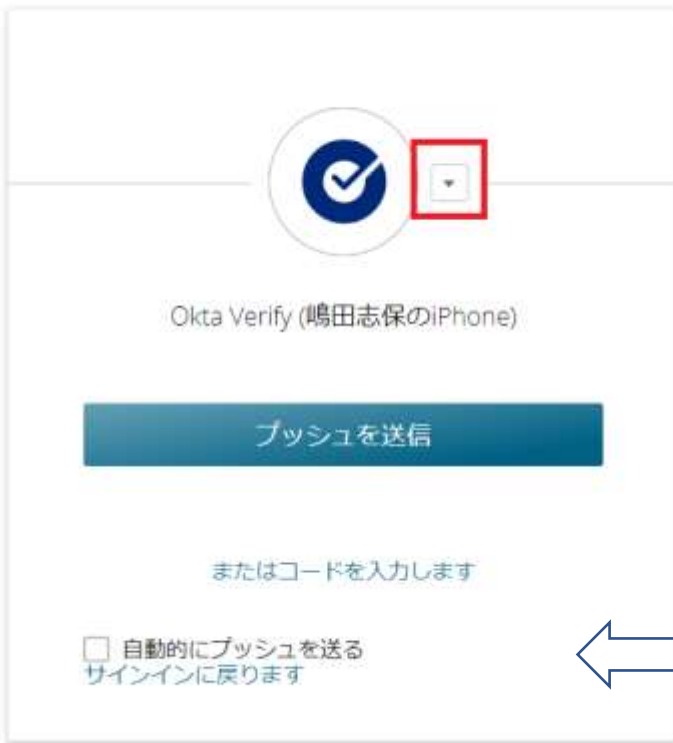 Okta Verify (嶋田志保のiPhone)
プッシュを送信
またはコードを入力します
自動的にプッシュを送る
サインインに戻ります